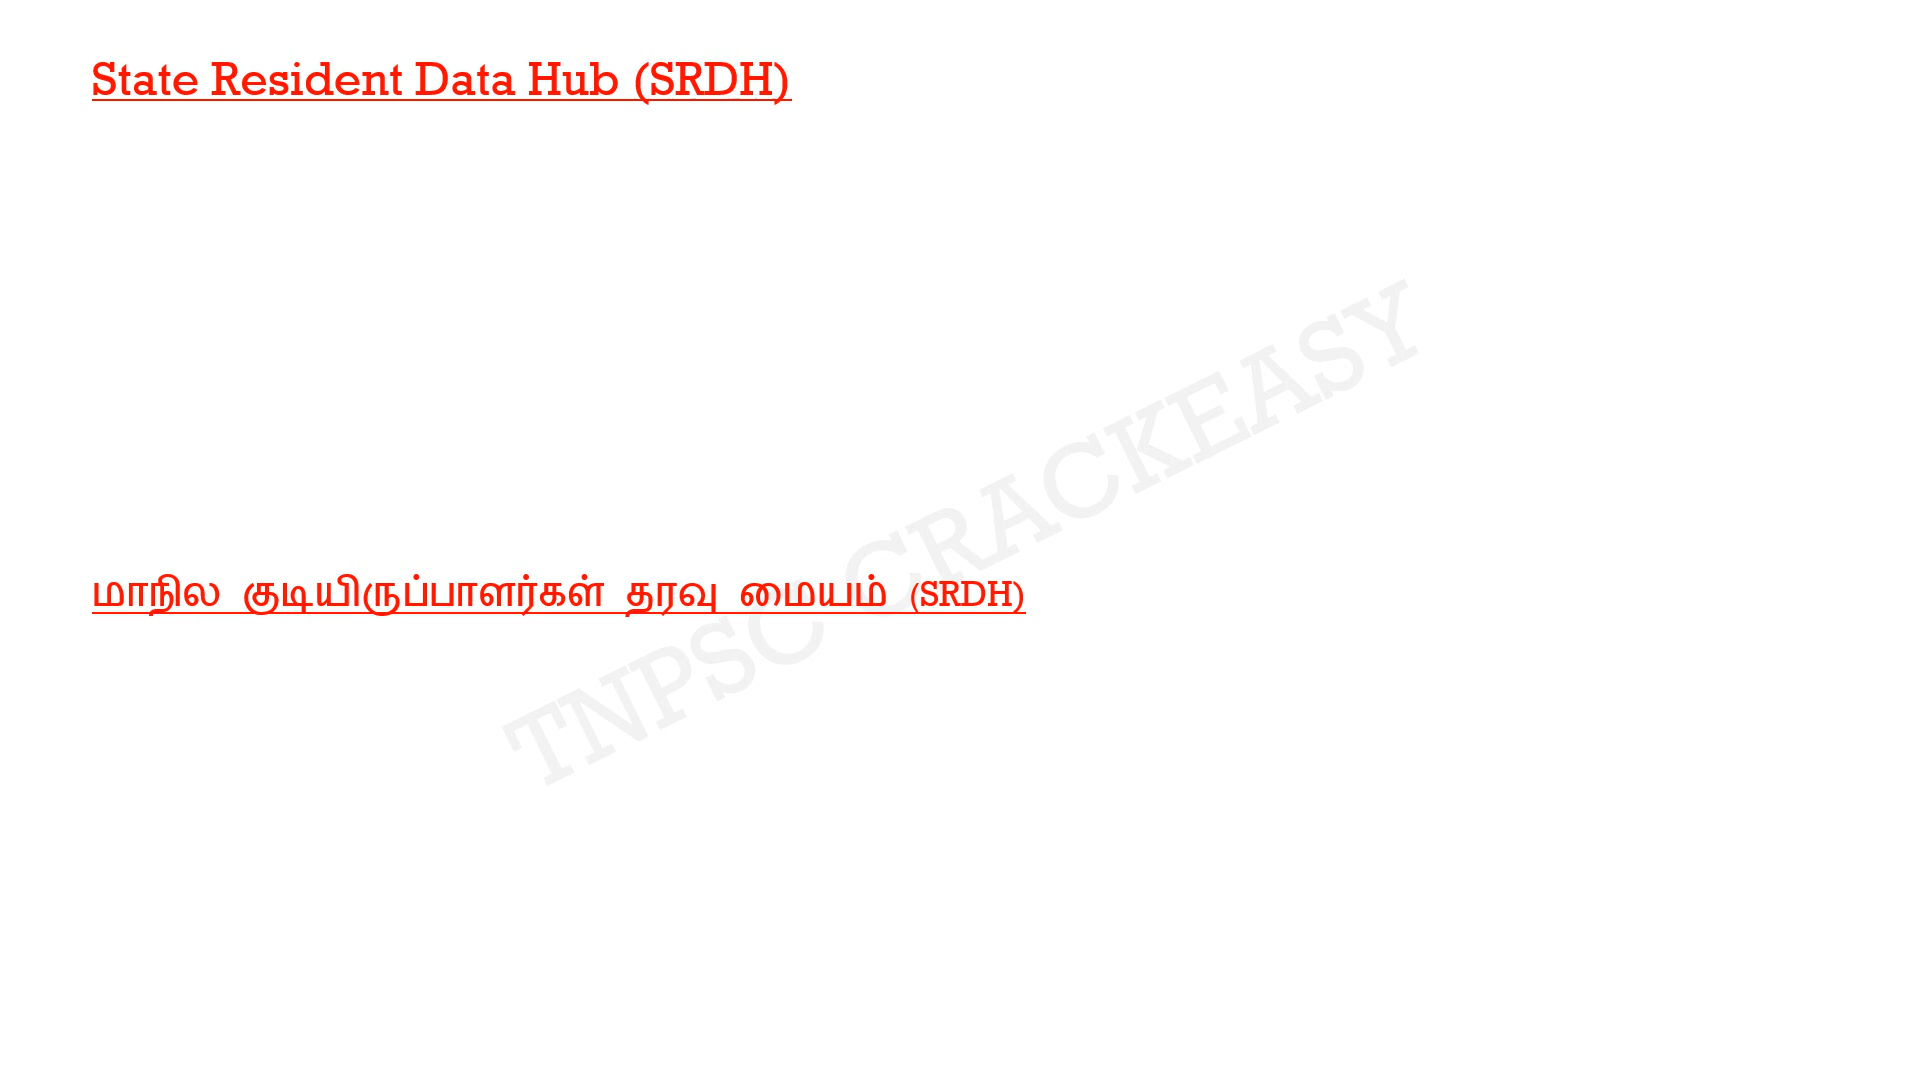 State Resident Data Hub (SRDH)
மாநில குடியிருப்பாளர்கள் தரவு மையம் (SRDH)
TNPSC CRACKEASY